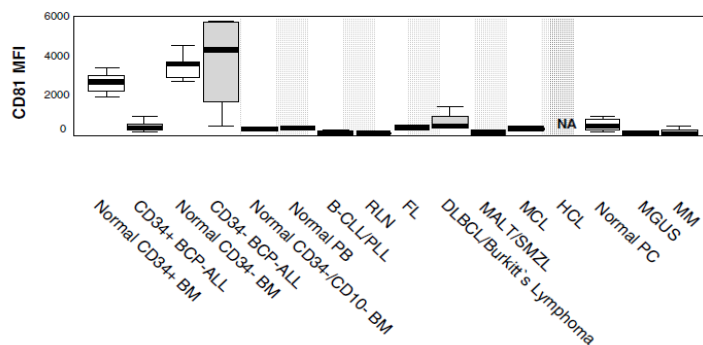 6000
4000
2000
0
CD81 MFI
NA
Normal CD34+ BM
CD34+ BCP-ALL
Normal CD34- BM
CD34- BCP-ALL
Normal CD34-/CD10- BM
Normal PB
B-CLL/PLL
RLN
FL
DLBCL/Burkitt`s Lymphoma
MALT/SMZL
MCL
HCL
Normal PC
MGUS
MM